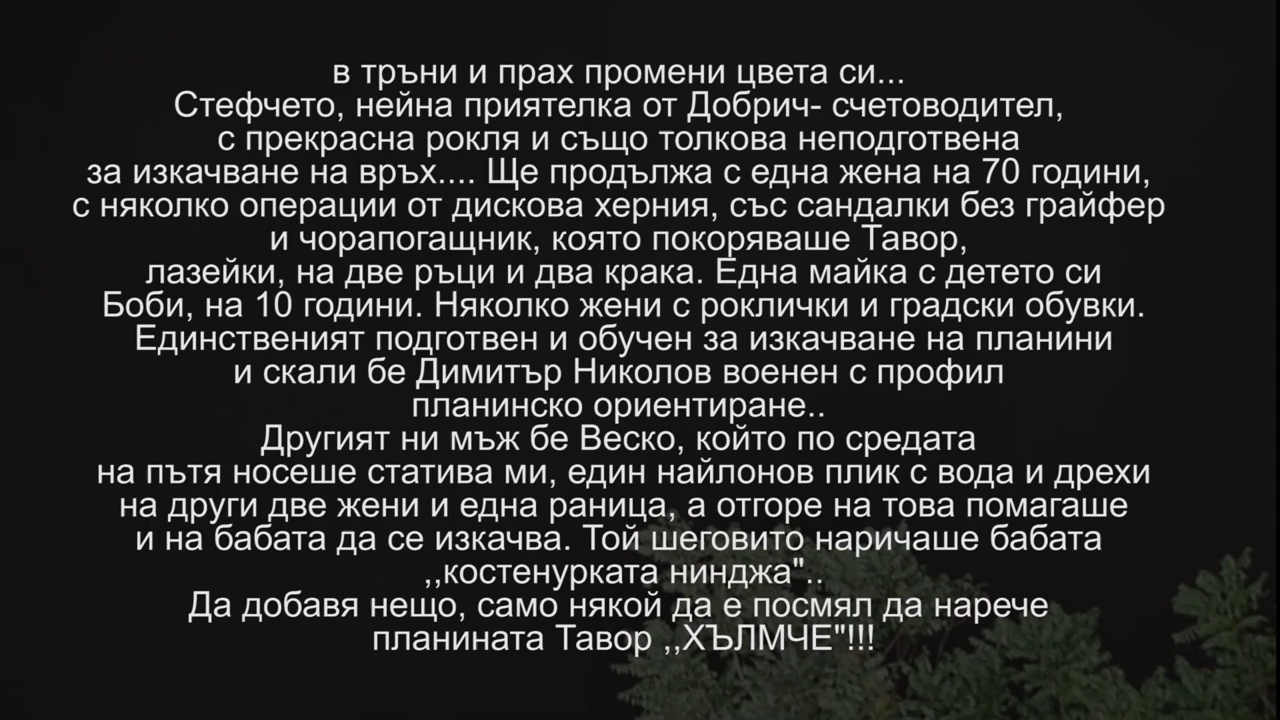 в тръни и прах промени цвета си...
Стефчето, нейна приятелка от Добрич- счетоводител,
с прекрасна рокля и също толкова неподготвена
за изкачване на връх.... Ще продължа с една жена на 70 години,
с няколко операции от дискова херния, със сандалки без грайфер
и чорапогащник, която покоряваше Тавор,
лазейки, на две ръци и два крака. Една майка с детето си
Боби, на 10 години. Няколко жени с роклички и градски обувки.
Единственият подготвен и обучен за изкачване на планини
и скали бе Димитър Николов военен с профил
планинско ориентиране..
Другият ни мъж бе Веско, който по средата
на пътя носеше статива ми, един найлонов плик с вода и дрехи
на други две жени и една раница, а отгоре на това помагаше
и на бабата да се изкачва. Той шеговито наричаше бабата
,,костенурката нинджа"..
Да добавя нещо, само някой да е посмял да нарече
планината Тавор ,,ХЪЛМЧЕ"!!!